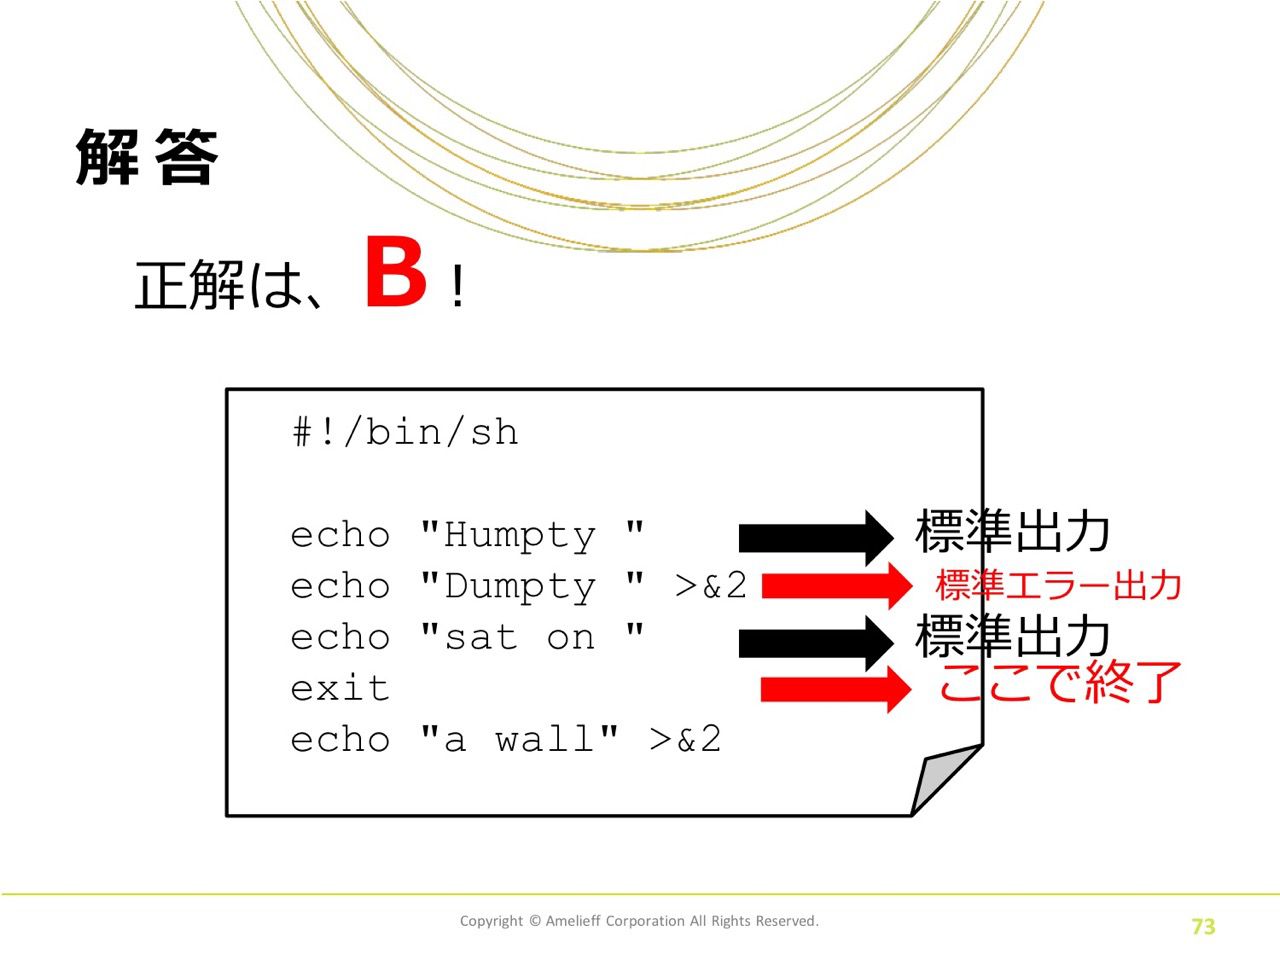 解答
正解は、B！
#!/bin/sh
echo "Humpty " 標準出力
echo "Dumpty " >&2 標準エラー出力
echo "sat on " 標準出力
exit ここで終了
echo "a wall" >&2
Copyright © Amelieff Corporation All Rights Reserved.
73